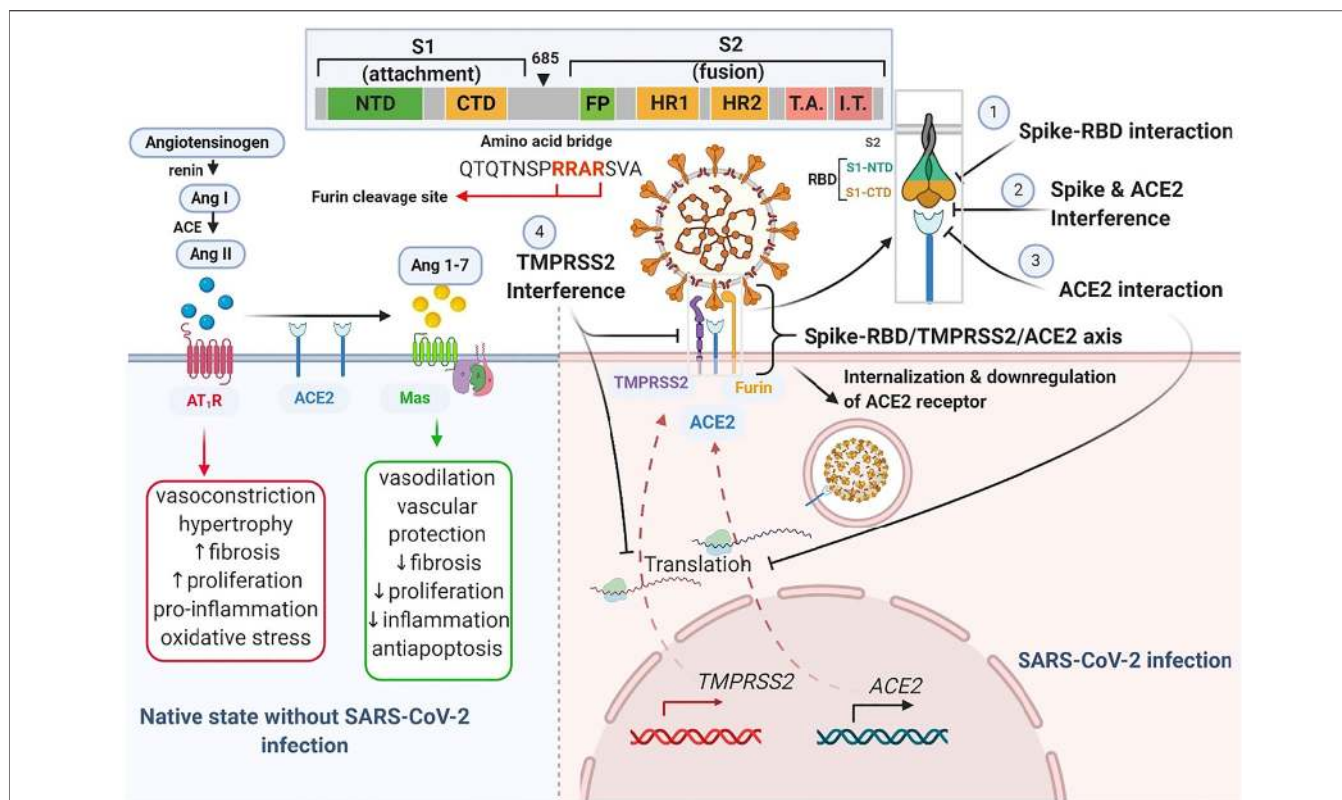 S1
(attachment)
685
S2
(fusion)
NTD
CTD
FP
HR1
HR2
T.A.
I.T.
Amino acid bridge
QTQTNSPRRARSVA
Furin cleavage site
S2
RBD
S1-NTD
S1-CTD
1
Spike-RBD interaction
2
Spike & ACE2
Interference
3
ACE2 interaction
Angiotensinogen
renin
Ang I
ACE
Ang II
Ang 1-7
AT₁R
ACE2
Mas
vasoconstriction
hypertrophy
↑fibrosis
↑proliferation
pro-inflammation
oxidative stress
vasodilation
vascular
protection
↓fibrosis
↓proliferation
↓inflammation
antiapoptosis
Native state without SARS-CoV-2
infection
4
TMPRSS2
Interference
Spike-RBD/TMPRSS2/ACE2 axis
TMPRSS2
Furin
ACE2
Internalization & downregulation
of ACE2 receptor
Translation
SARS-CoV-2 infection
TMPRSS2
ACE2